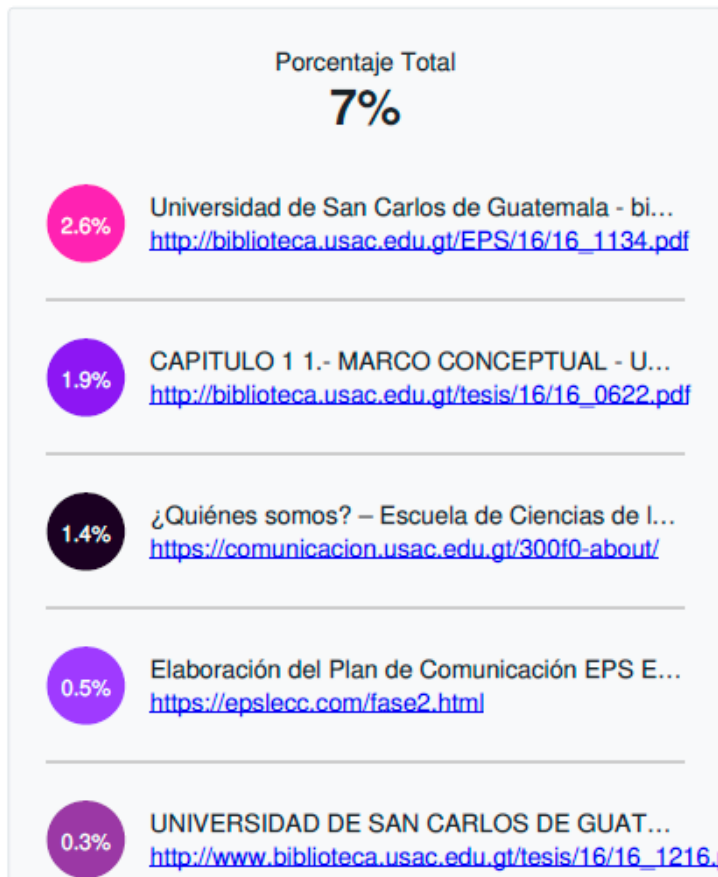 Porcentaje Total
7%
2.6%
Universidad de San Carlos de Guatemala - bi...
http://biblioteca.usac.edu.gt/EPS/16/16_1134.pdf
1.9%
CAPITULO 1 1.- MARCO CONCEPTUAL - U...
http://biblioteca.usac.edu.gt/tesis/16/16_0622.pdf
1.4%
¿Quiénes somos? – Escuela de Ciencias de l...
https://comunicacion.usac.edu.gt/300f0-about/
0.5%
Elaboración del Plan de Comunicación EPS E...
https://epslecc.com/fase2.html
0.3%
UNIVERSIDAD DE SAN CARLOS DE GUAT...
http://www.biblioteca.usac.edu.gt/tesis/16/16_1216.